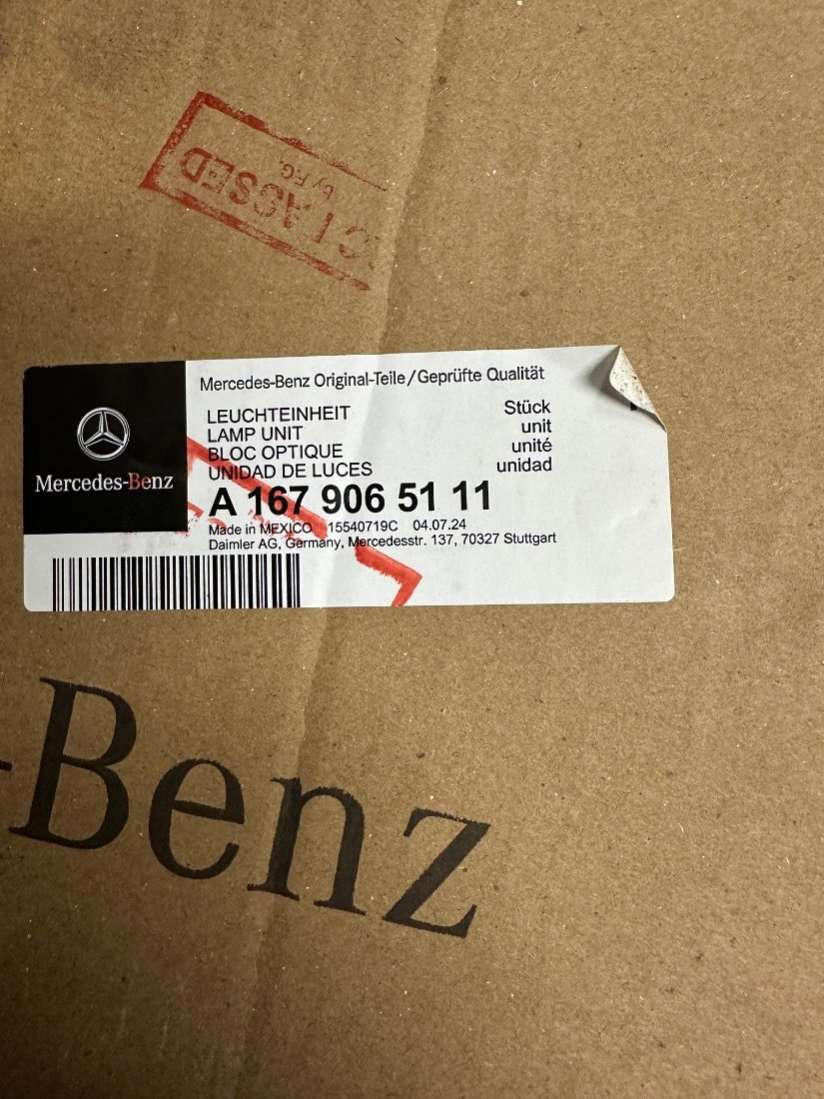 CLASSED
by F.G.
Mercedes-Benz Original-Teile/Geprüfte Qualität
LEUCHTEINHEIT Stück
LAMP UNIT unit
BLOC OPTIQUE unité
UNIDAD DE LUCES unidad
Mercedes-Benz
A 167 906 51 11
Made in MEXICO 15540719C 04.07.24
Daimler AG, Germany, Mercedesstr. 137, 70327 Stuttgart
-Benz